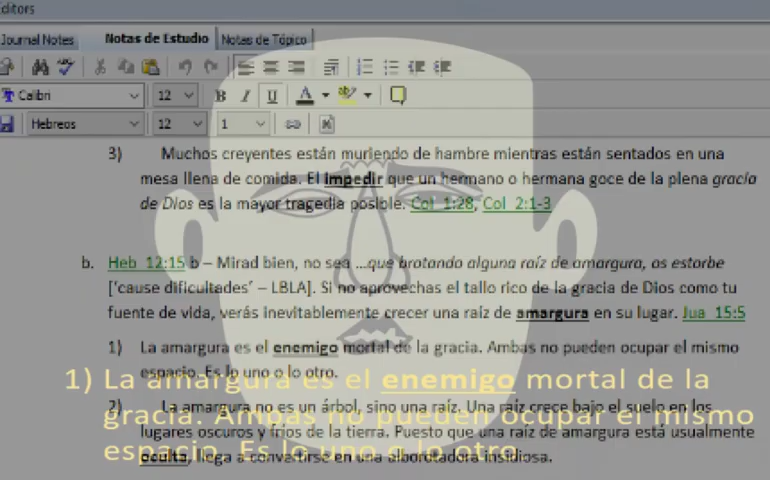 Editors
Journal Notes Notas de Estudio Notas de Tópico
Calibri 12 B I U A
Hebreos 12 1
3) Muchos creyentes están muriendo de hambre mientras están sentados en una
mesa llena de comida. El impedir que un hermano o hermana goce de la plena gracia
de Dios es la mayor tragedia posible. Col_1:28, Col_2:1-3
b. Heb_12:15 b – Mirad bien, no sea …que brotando alguna raíz de amargura, os estorbe
['cause dificultades' – LBLA]. Si no aprovechas el tallo rico de la gracia de Dios como tu
fuente de vida, verás inevitablemente crecer una raíz de amargura en su lugar. Jua_15:5
1) La amargura es el enemigo mortal de la gracia. Ambas no pueden ocupar el mismo
espacio. Es lo uno o lo otro.
1) La amargura es el enemigo mortal de la
gracia. Ambas no pueden ocupar el mismo
espacio. Es lo uno o lo otro.
2) La amargura no es un árbol, sino una raíz. Una raíz crece bajo el suelo en los
lugares oscuros y fríos de la tierra. Puesto que una raíz de amargura está usualmente
oculta, llega a convertirse en una alborotadora insidiosa.